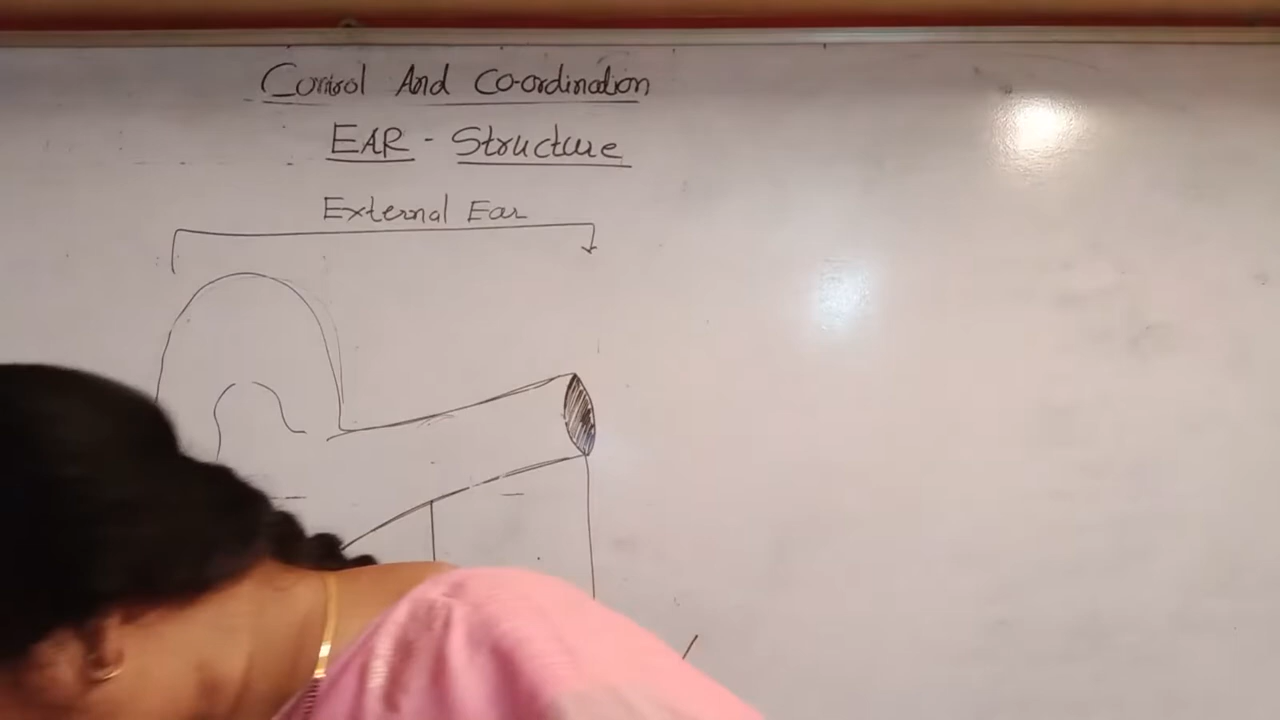 Control And Co-ordination
EAR - Structure
External Ear